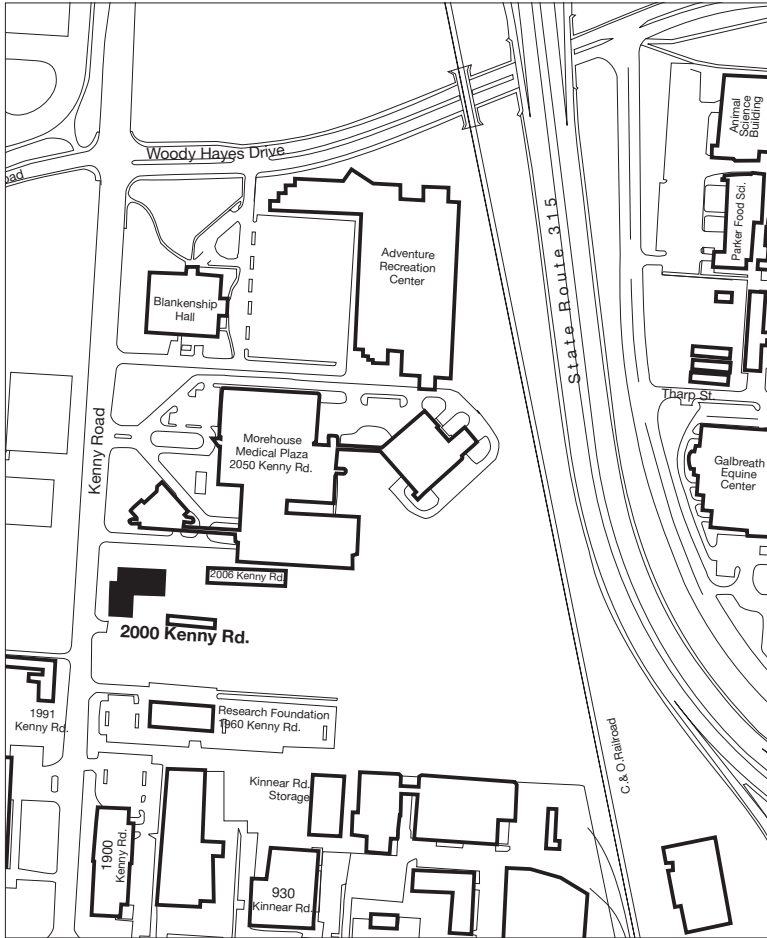 Animal
Science
Building
Woody Hayes Drive
oad
Parker Food Sci.
State Route 315
Adventure
Recreation
Center
Blankenship
Hall
Tharp St.
Kenny Road
Morehouse
Medical Plaza
2050 Kenny Rd.
Galbreath
Equine
Center
2006 Kenny Rd.
2000 Kenny Rd.
1991
Kenny Rd.
Research Foundation
1960 Kenny Rd.
C.& O.Railroad
Kinnear Rd.
Storage
1900
Kenny Rd.
930
Kinnear Rd.